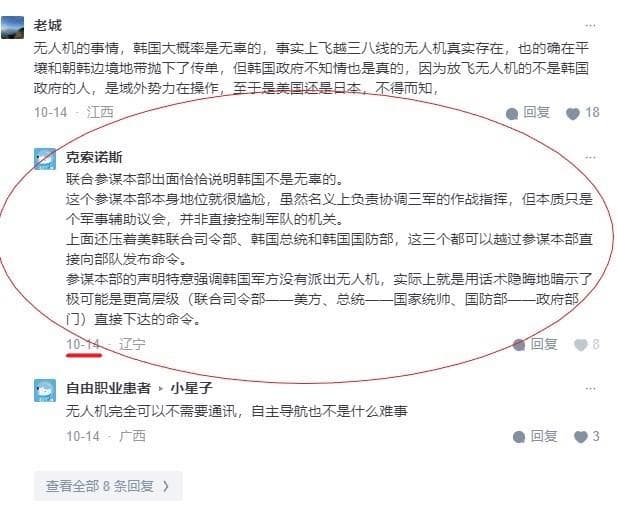 老城
无人机的事情，韩国大概率是无辜的，事实上飞越三八线的无人机真实存在，也的确在平
壤和朝韩边境地带抛下了传单，但韩国政府不知情也是真的，因为放飞无人机的不是韩国
政府的人，是域外势力在操作，至于是美国还是日本，不得而知，
10-14 · 江西
回复 18
克索诺斯
联合参谋本部出面恰恰说明韩国不是无辜的。
这个参谋本部本身地位就很尴尬，虽然名义上负责协调三军的作战指挥，但本质只是
个军事辅助议会，并非直接控制军队的机关。
上面还压着美韩联合司令部、韩国总统和韩国国防部，这三个都可以越过参谋本部直
接向部队发布命令。
参谋本部的声明特意强调韩国军方没有派出无人机，实际上就是用话术隐晦地暗示了
极可能是更高层级（联合司令部——美方、总统——国家统帅、国防部——政府部
门）直接下达的命令。
10-14 · 辽宁
回复 8
自由职业患者 ▸ 小星子
无人机完全可以不需要通讯，自主导航也不是什么难事
10-14 · 广西
回复 3
查看全部 8 条回复 >